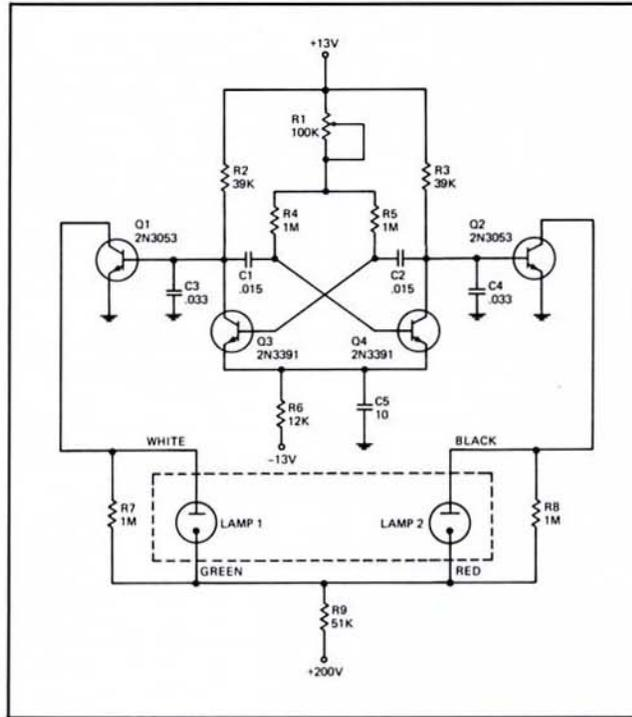 +13V
R1
100K
R2
39K
R3
39K
R4
1M
R5
1M
Q1
2N3053
Q2
2N3053
C1
.015
C2
.015
C3
.033
C4
.033
Q3
2N3391
Q4
2N3391
R6
12K
C5
10
-13V
WHITE
BLACK
R7
1M
LAMP 1
LAMP 2
R8
1M
GREEN
RED
R9
51K
+200V